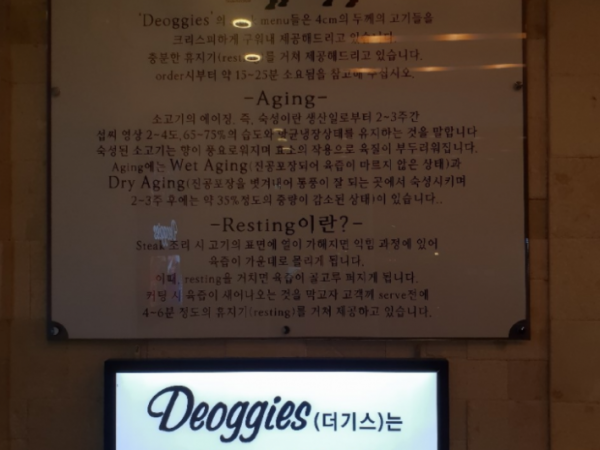 'Deoggies'의 menu들은 4cm의 두께의 고기들을
크리스피하게 구워내 제공해드리고 있습니다.
충분한 휴지기(resting)를 거쳐 제공해드리고 있습니다.
order시부터 약 15~25분 소요됨을 참고해 주십시오.
-Aging-
소고기의 에이징. 즉, 숙성이란 생산일로부터 2~3주간
섭씨 영상 2~4도, 65~75%의 습도와 냉장상태를 유지하는 것을 말합니다
숙성된 소고기는 향이 풍요로워지며 효소의 작용으로 육질이 부드러워집니다.
Aging에는 Wet Aging(진공포장되어 육즙이 마르지 않은 상태)과
Dry Aging(진공포장을 벗겨내어 통풍이 잘 되는 곳에서 숙성시키며
2~3주 후에는 약 35%정도의 중량이 감소된 상태)이 있습니다..
-Resting이란?-
Steak 조리 시 고기의 표면에 열이 가해지면 익힘 과정에 있어
육즙이 가운데로 몰리게 됩니다.
이때, resting을 거치면 육즙이 골고루 퍼지게 됩니다.
커팅 시 육즙이 새어나오는 것을 막고자 고객께 serve전에
4~6분 정도의 휴지기(resting)를 거쳐 제공하고 있습니다.
Deoggies(더기스)는